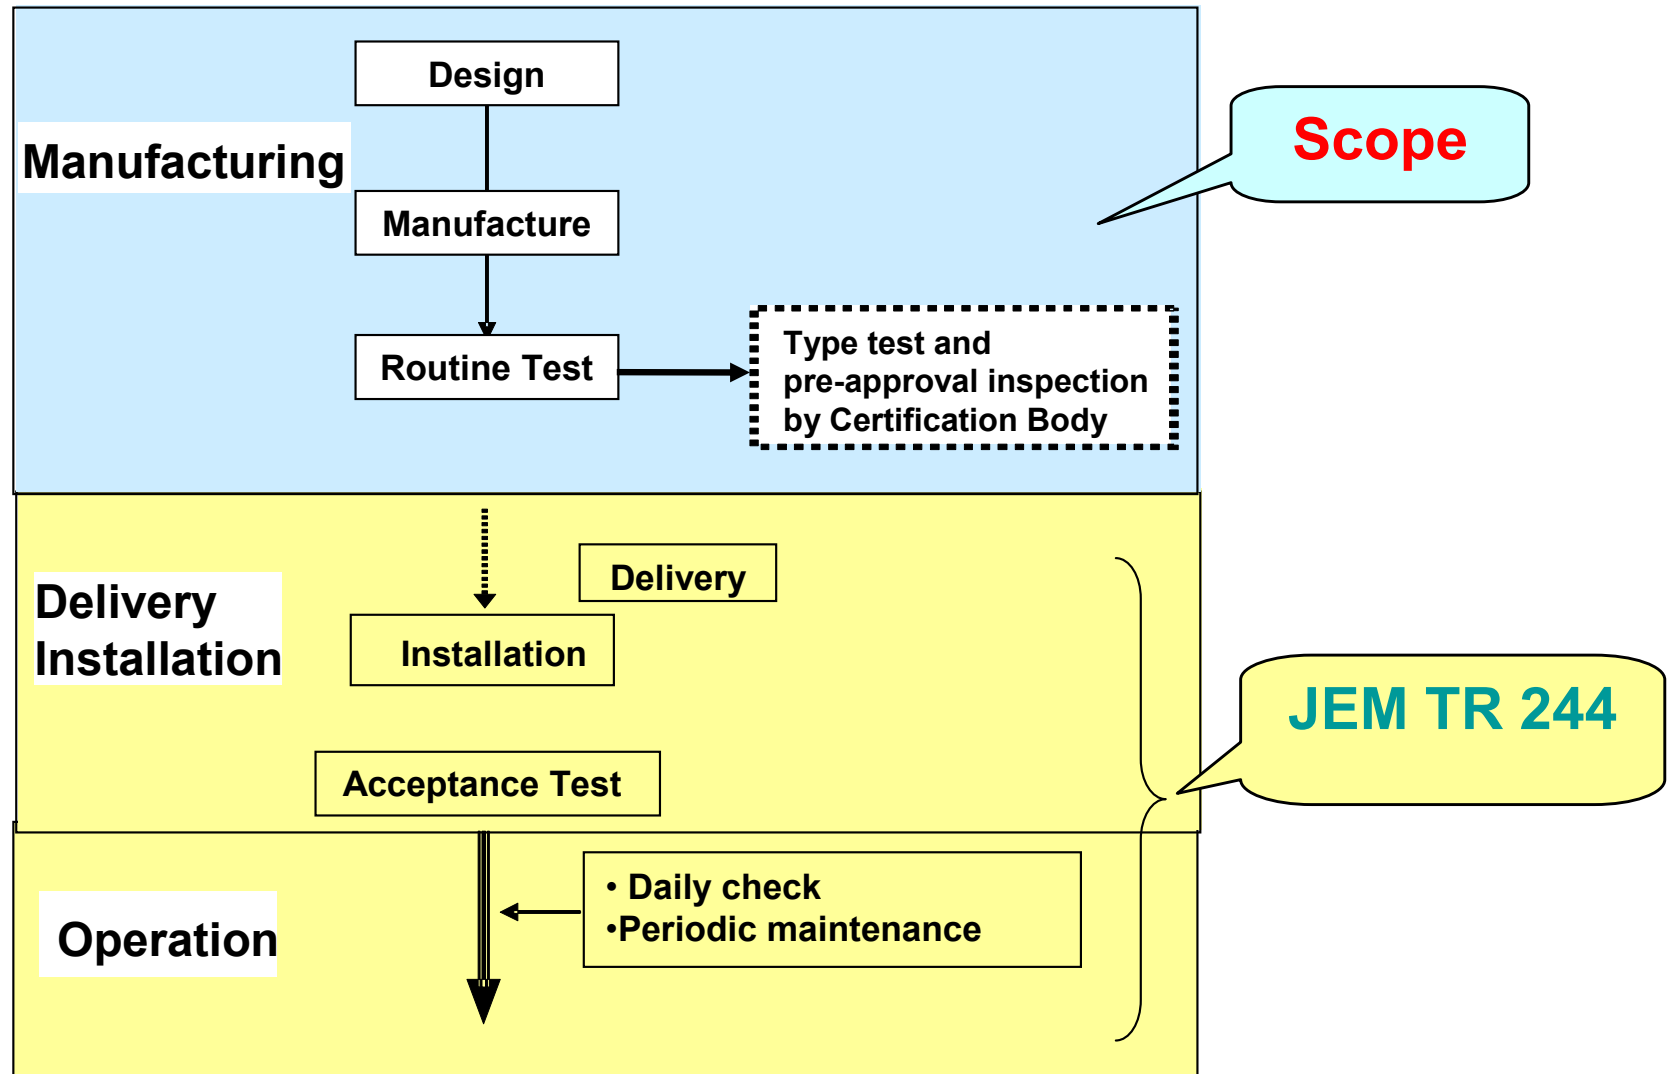 Design
Manufacturing
Scope
Manufacture
Routine Test
Type test and
pre-approval inspection
by Certification Body
Delivery
Installation
Delivery
Installation
JEM TR 244
Acceptance Test
Operation
• Daily check
•Periodic maintenance